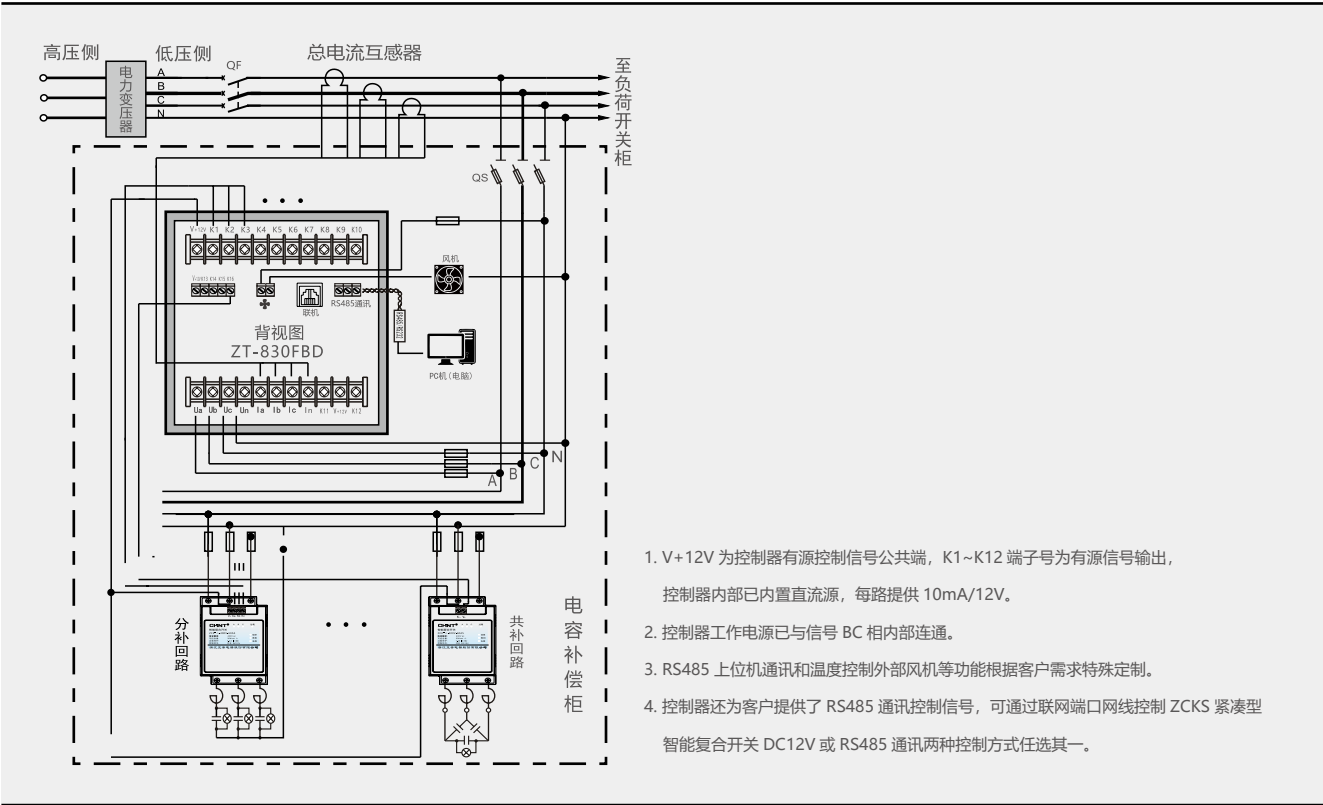 高压侧
低压侧
总电流互感器
电力变压器
A
B
C
N
QF
至负荷开关柜
QS
V+12V K1 K2 K3 K4 K5 K6 K7 K8 K9 K10
风机
联机
RS485通讯
背视图
ZT-830FBD
PC机(电脑)
Ua Ub Uc Un Ia Ib Ic In K11 V+12V K12
A
B
C
N
分补回路
CHNT
共补回路
CHNT
电容补偿柜
1. V+12V 为控制器有源控制信号公共端，K1~K12 端子号为有源信号输出，
控制器内部已内置直流源，每路提供 10mA/12V。
2. 控制器工作电源已与信号 BC 相内部连通。
3. RS485 上位机通讯和温度控制外部风机等功能根据客户需求特殊定制。
4. 控制器还为客户提供了 RS485 通讯控制信号，可通过联网端口网线控制 ZCKS 紧凑型
智能复合开关 DC12V 或 RS485 通讯两种控制方式任选其一。